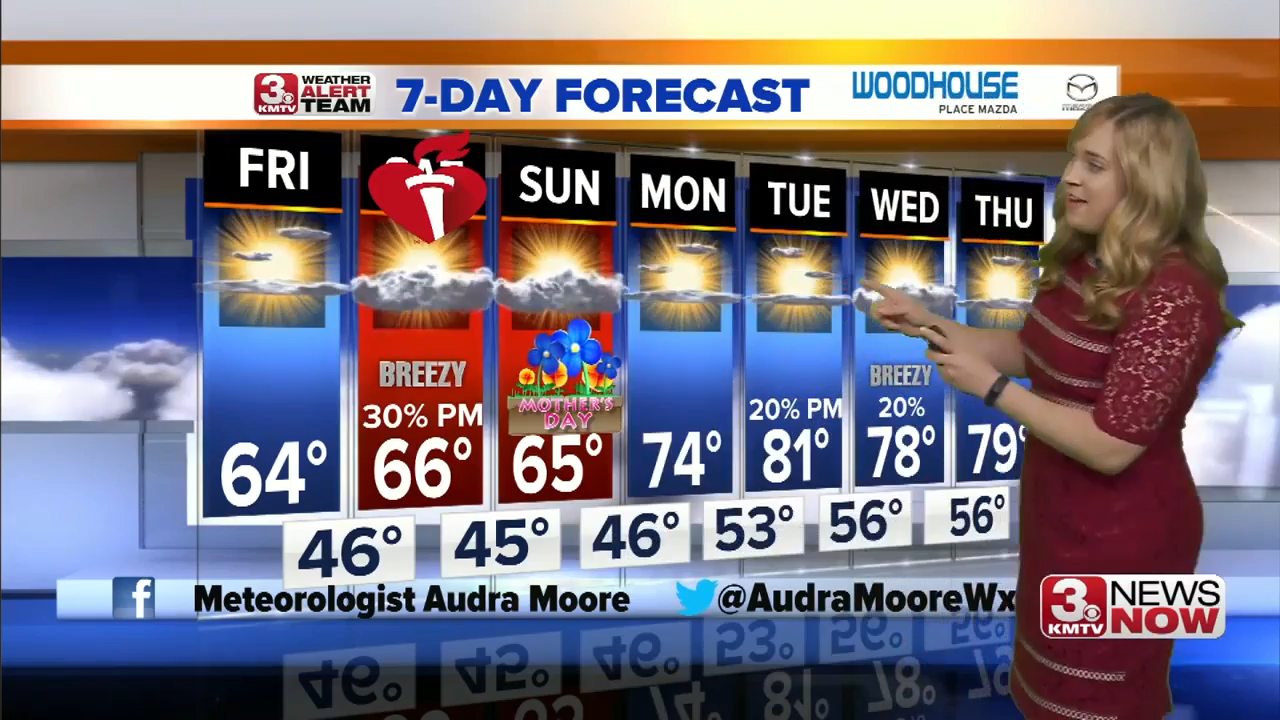 3 KMTV
WEATHER
ALERT
TEAM
7-DAY FORECAST
WOODHOUSE
PLACE MAZDA
FRI
SUN
MON
TUE
WED
THU
BREEZY
BREEZY
MOTHER'S
DAY
30% PM
20% PM
20%
64°
66°
65°
74°
81°
78°
79°
46°
45°
46°
53°
56°
56°
f Meteorologist Audra Moore
@AudraMooreWx
3 KMTV
NEWS
NOW